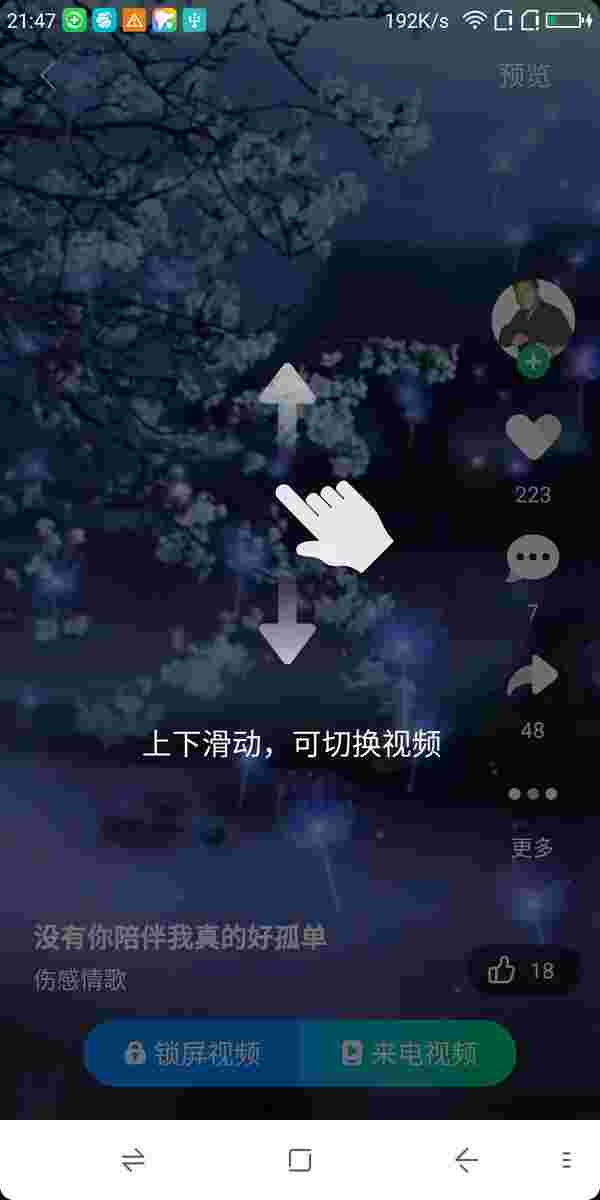 21:47
192K/s
预览
223
7
48
上下滑动，可切换视频
更多
没有你陪伴我真的好孤单
伤感情歌
18
锁屏视频
来电视频